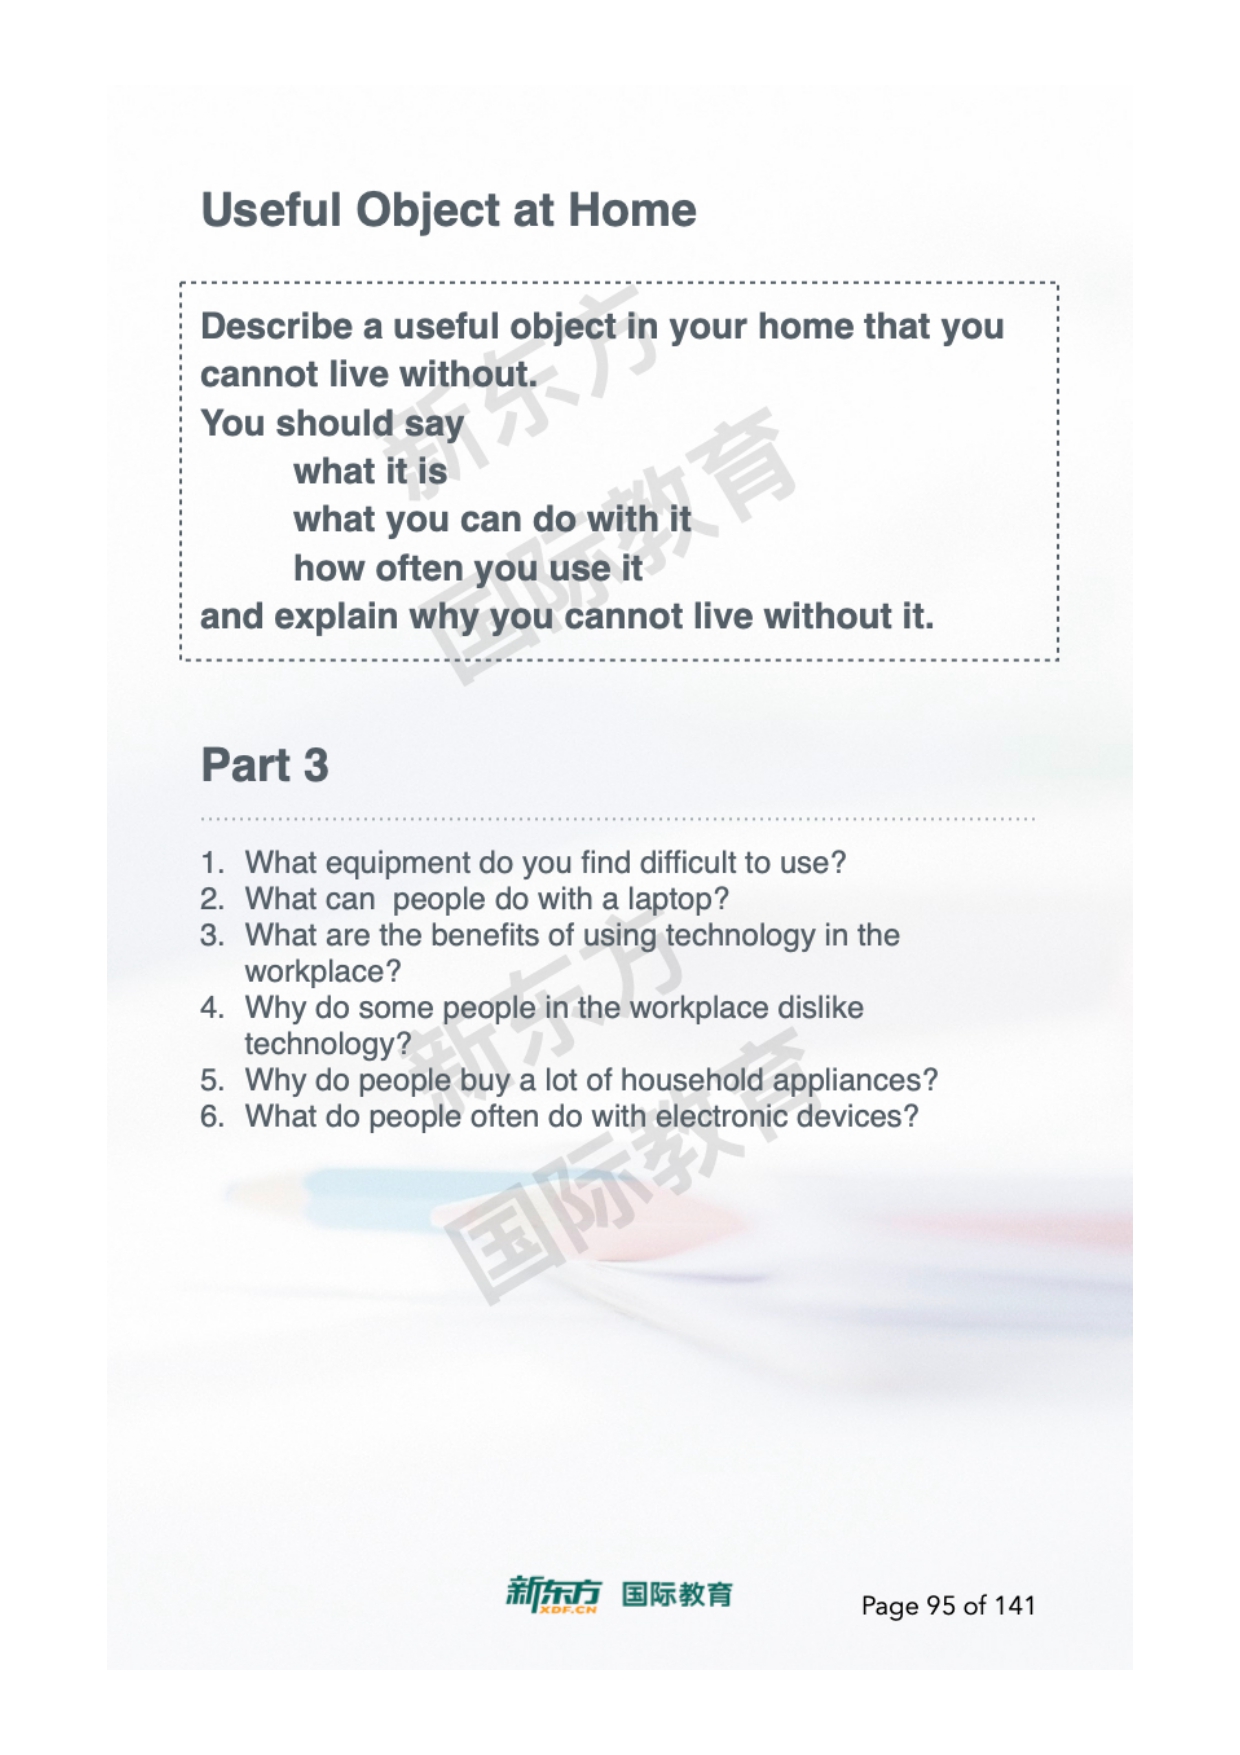 Useful Object at Home
Describe a useful object in your home that you
cannot live without.
You should say
what it is
what you can do with it
how often you use it
and explain why you cannot live without it.
新东方
国际教育
Part 3
1. What equipment do you find difficult to use?
2. What can  people do with a laptop?
3. What are the benefits of using technology in the
workplace?
4. Why do some people in the workplace dislike
technology?
5. Why do people buy a lot of household appliances?
6. What do people often do with electronic devices?
新东方
国际教育
新东方 国际教育
XDF.CN
Page 95 of 141